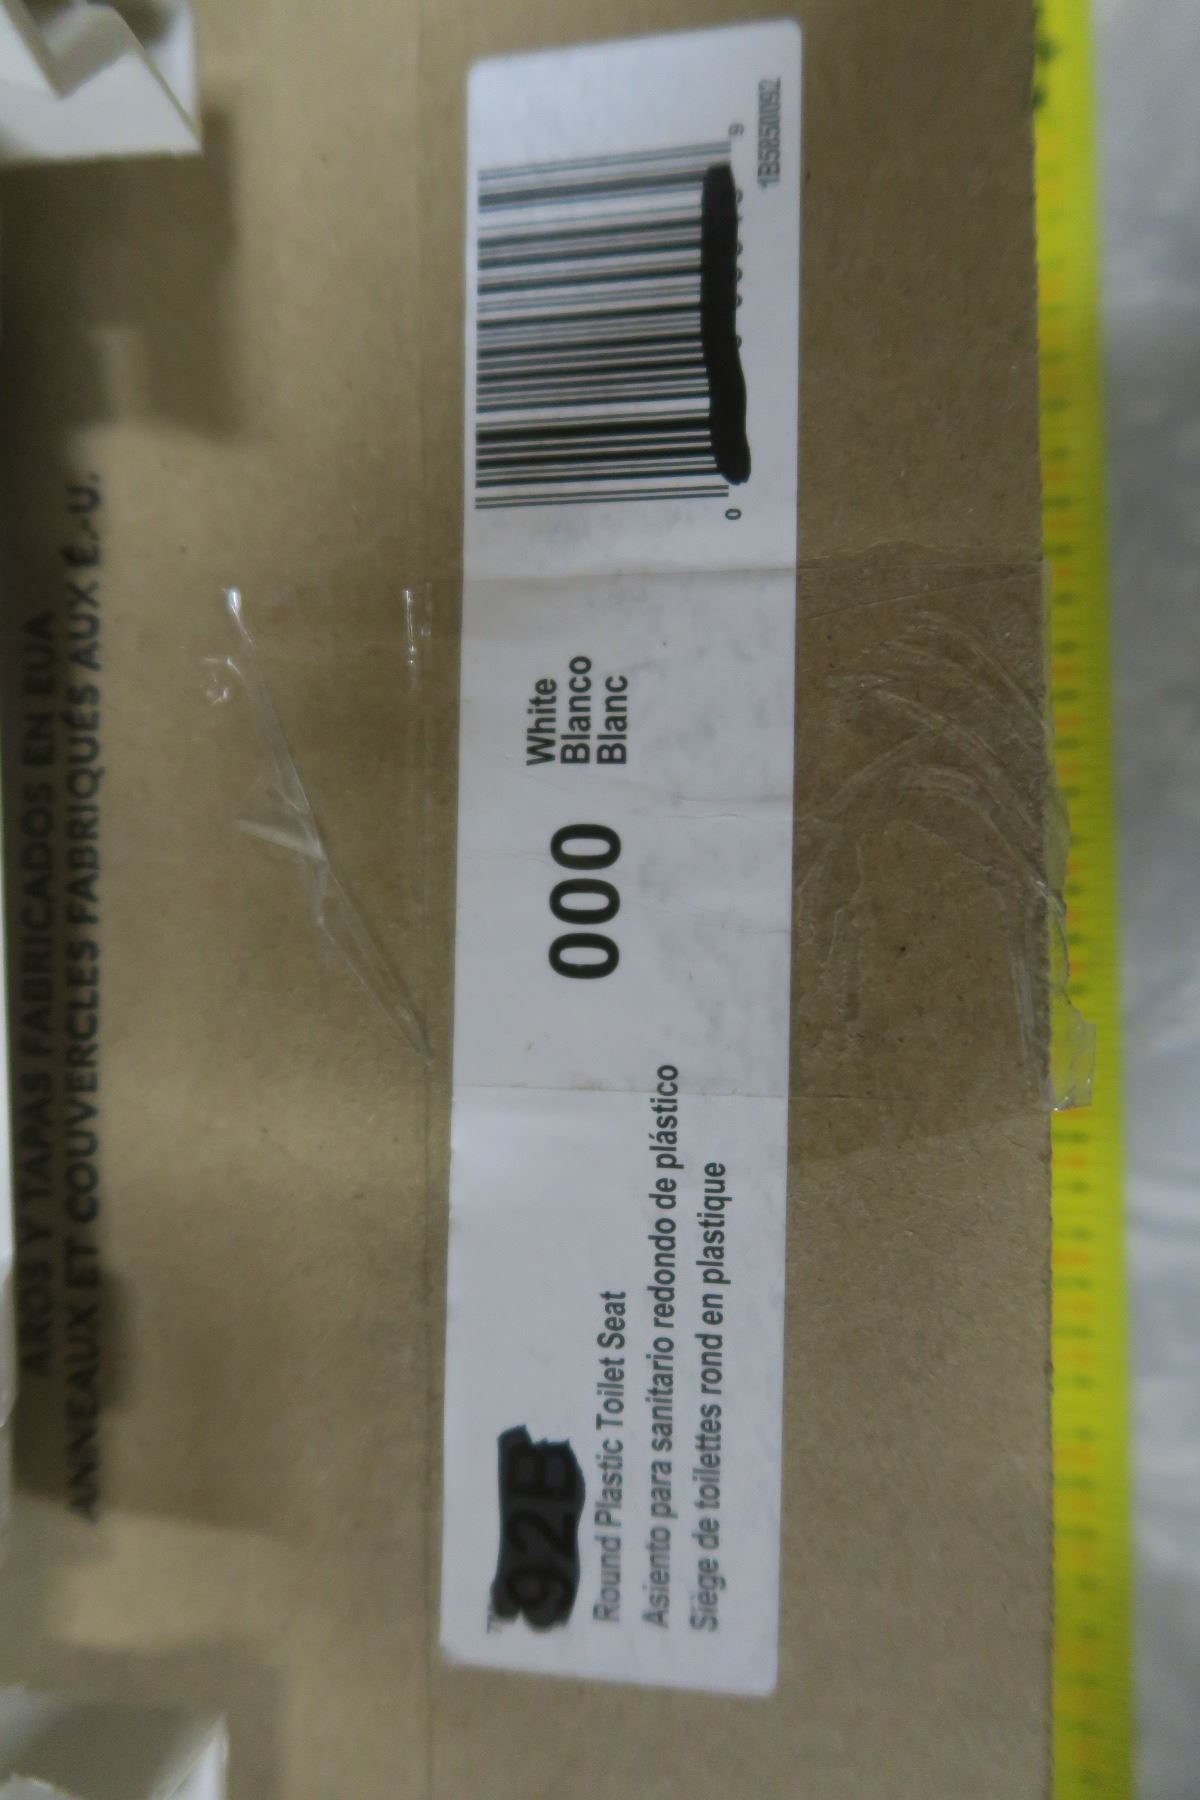 AROS Y TAPAS FABRICADOS EN EUA
ANNEAUX ET COUVERCLES FABRIQUÉS AUX É.-U.
92B
Round Plastic Toilet Seat
Asiento para sanitario redondo de plástico
Siège de toilettes rond en plastique
000
White
Blanco
Blanc
0
9